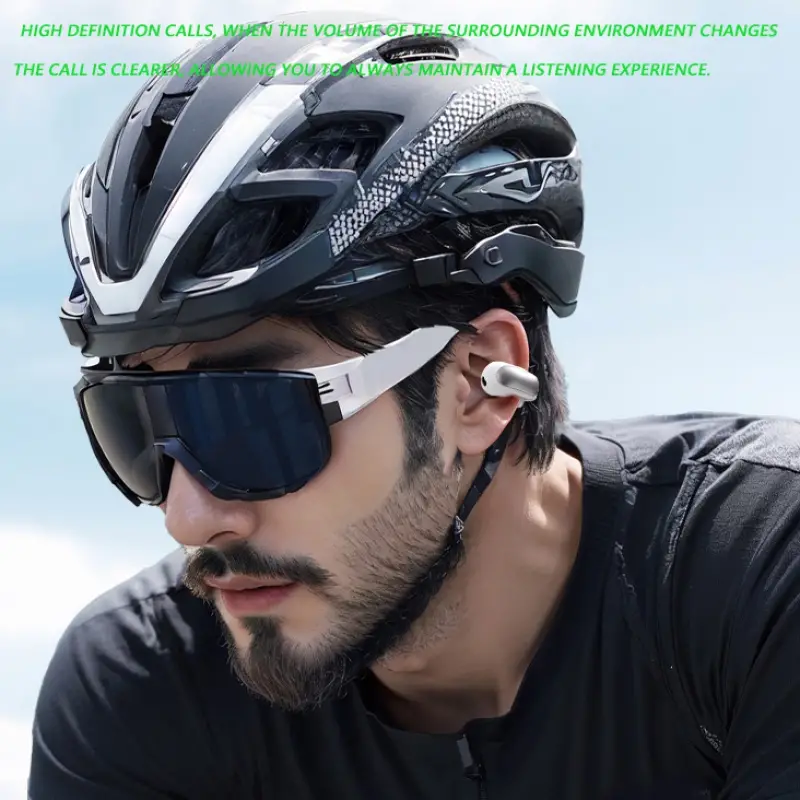 HIGH DEFINITION CALLS, WHEN THE VOLUME OF THE SURROUNDING ENVIRONMENT CHANGES
THE CALL IS CLEARER, ALLOWING YOU TO ALWAYS MAINTAIN A LISTENING EXPERIENCE.